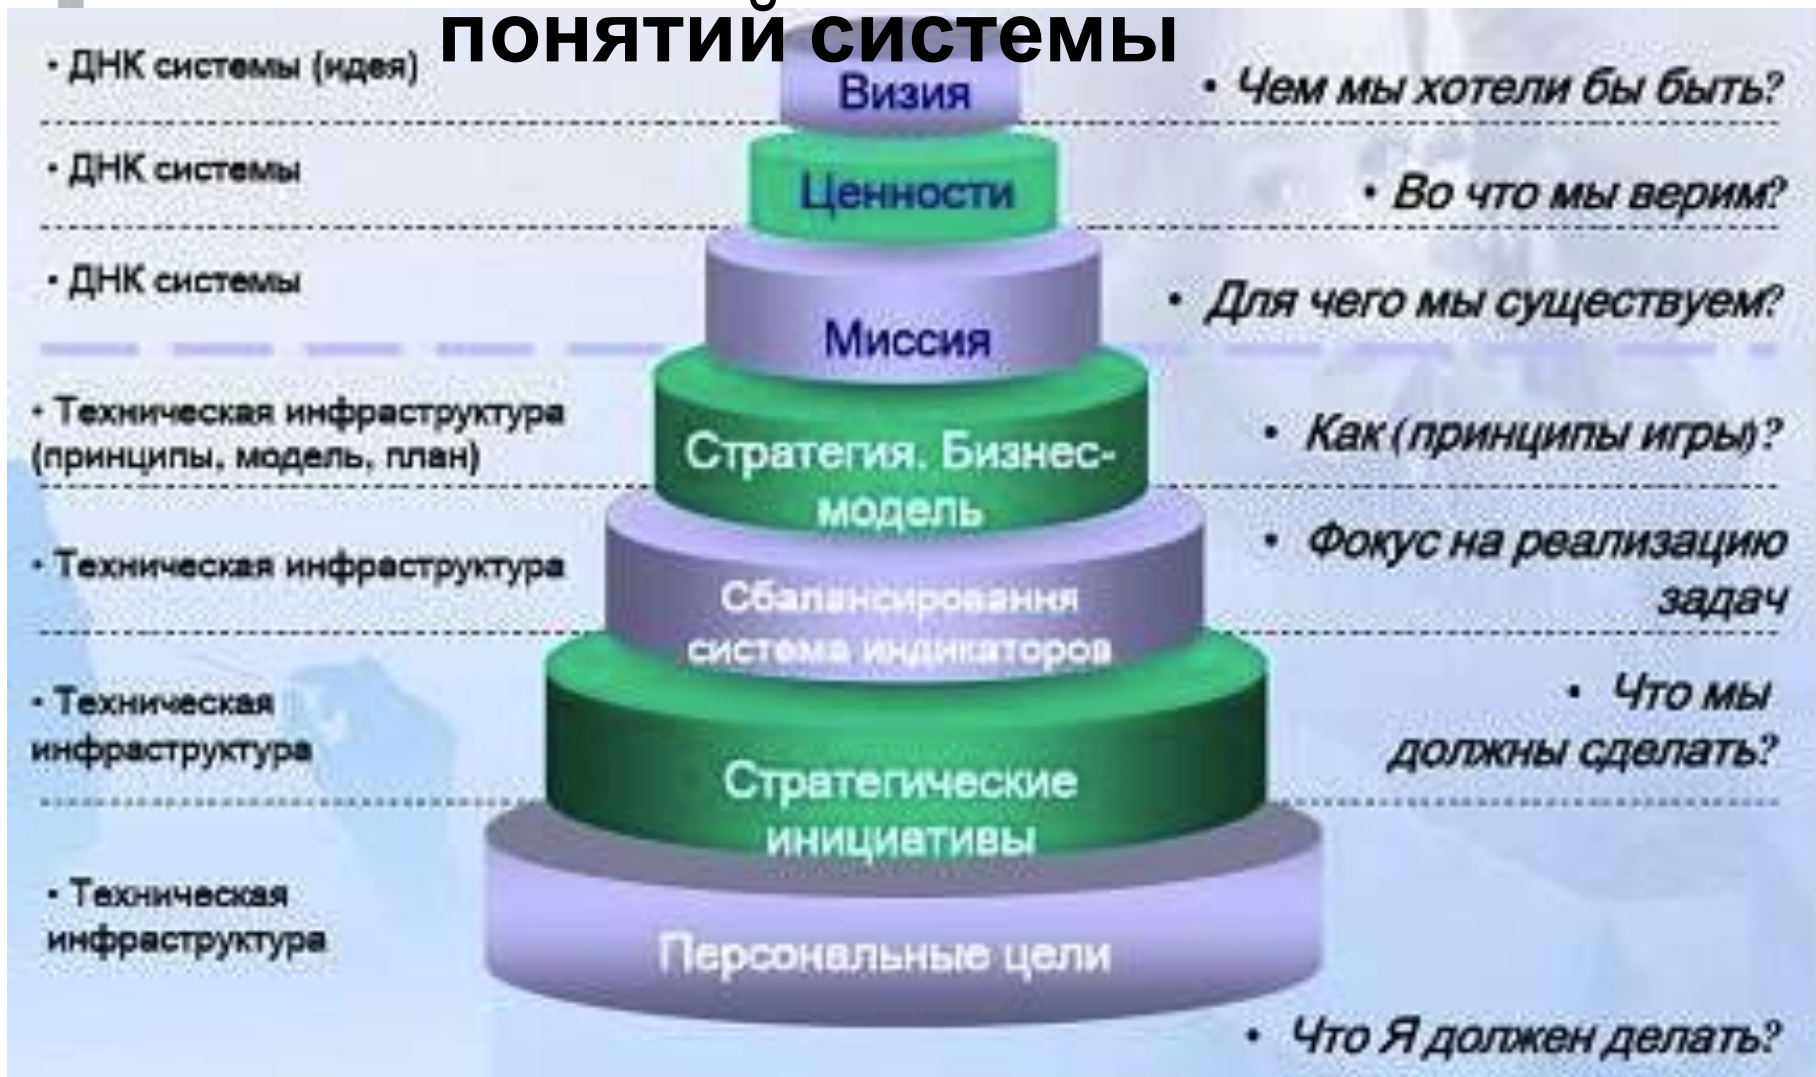 понятий системы
• ДНК системы (идея)
Визия
• Чем мы хотели бы быть?
• ДНК системы
Ценности
• Во что мы верим?
• ДНК системы
Миссия
• Для чего мы существуем?
• Техническая инфраструктура
(принципы, модель, план)
Стратегия. Бизнес-
модель
• Как (принципы игры)?
• Техническая инфраструктура
Сбалансировання
система индикаторов
• Фокус на реализацию
задач
• Техническая
инфраструктура
Стратегические
инициативы
• Что мы
должны сделать?
• Техническая
инфраструктура
Персональные цели
• Что Я должен делать?